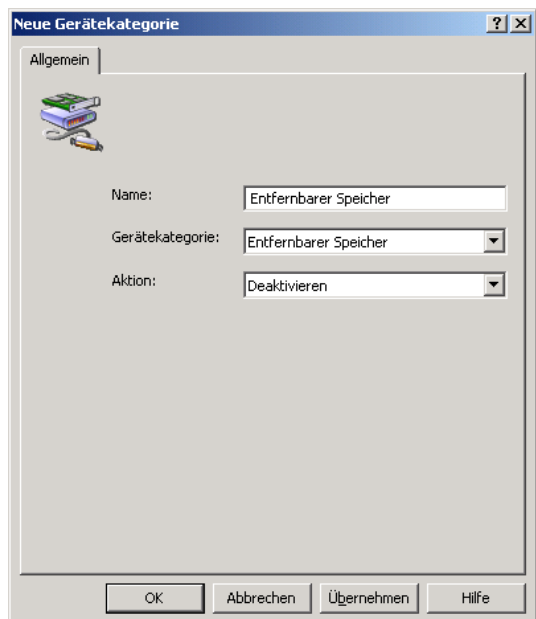 Neue Gerätekategorie
Allgemein
Name: Entfernbarer Speicher
Gerätekategorie: Entfernbarer Speicher
Aktion: Deaktivieren
OK Abbrechen Übernehmen Hilfe